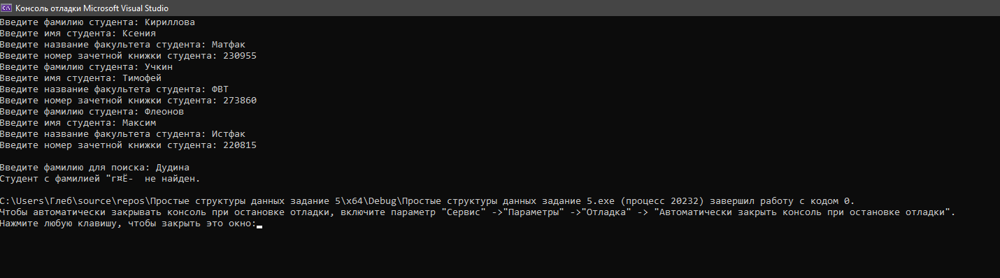 Консоль отладки Microsoft Visual Studio
Введите фамилию студента: Кириллова
Введите имя студента: Ксения
Введите название факультета студента: Матфак
Введите номер зачетной книжки студента: 230955
Введите фамилию студента: Учкин
Введите имя студента: Тимофей
Введите название факультета студента: ФВТ
Введите номер зачетной книжки студента: 273860
Введите фамилию студента: Флеонов
Введите имя студента: Максим
Введите название факультета студента: Истфак
Введите номер зачетной книжки студента: 220815
Введите фамилию для поиска: Дудина
Студент с фамилией "г¤Ё-  не найден.
C:\Users\Глеб\source\repos\Простые структуры данных задание 5\x64\Debug\Простые структуры данных задание 5.exe (процесс 20232) завершил работу с кодом 0.
Чтобы автоматически закрывать консоль при остановке отладки, включите параметр "Сервис" ->"Параметры" ->"Отладка" -> "Автоматически закрыть консоль при остановке отладки".
Нажмите любую клавишу, чтобы закрыть это окно: